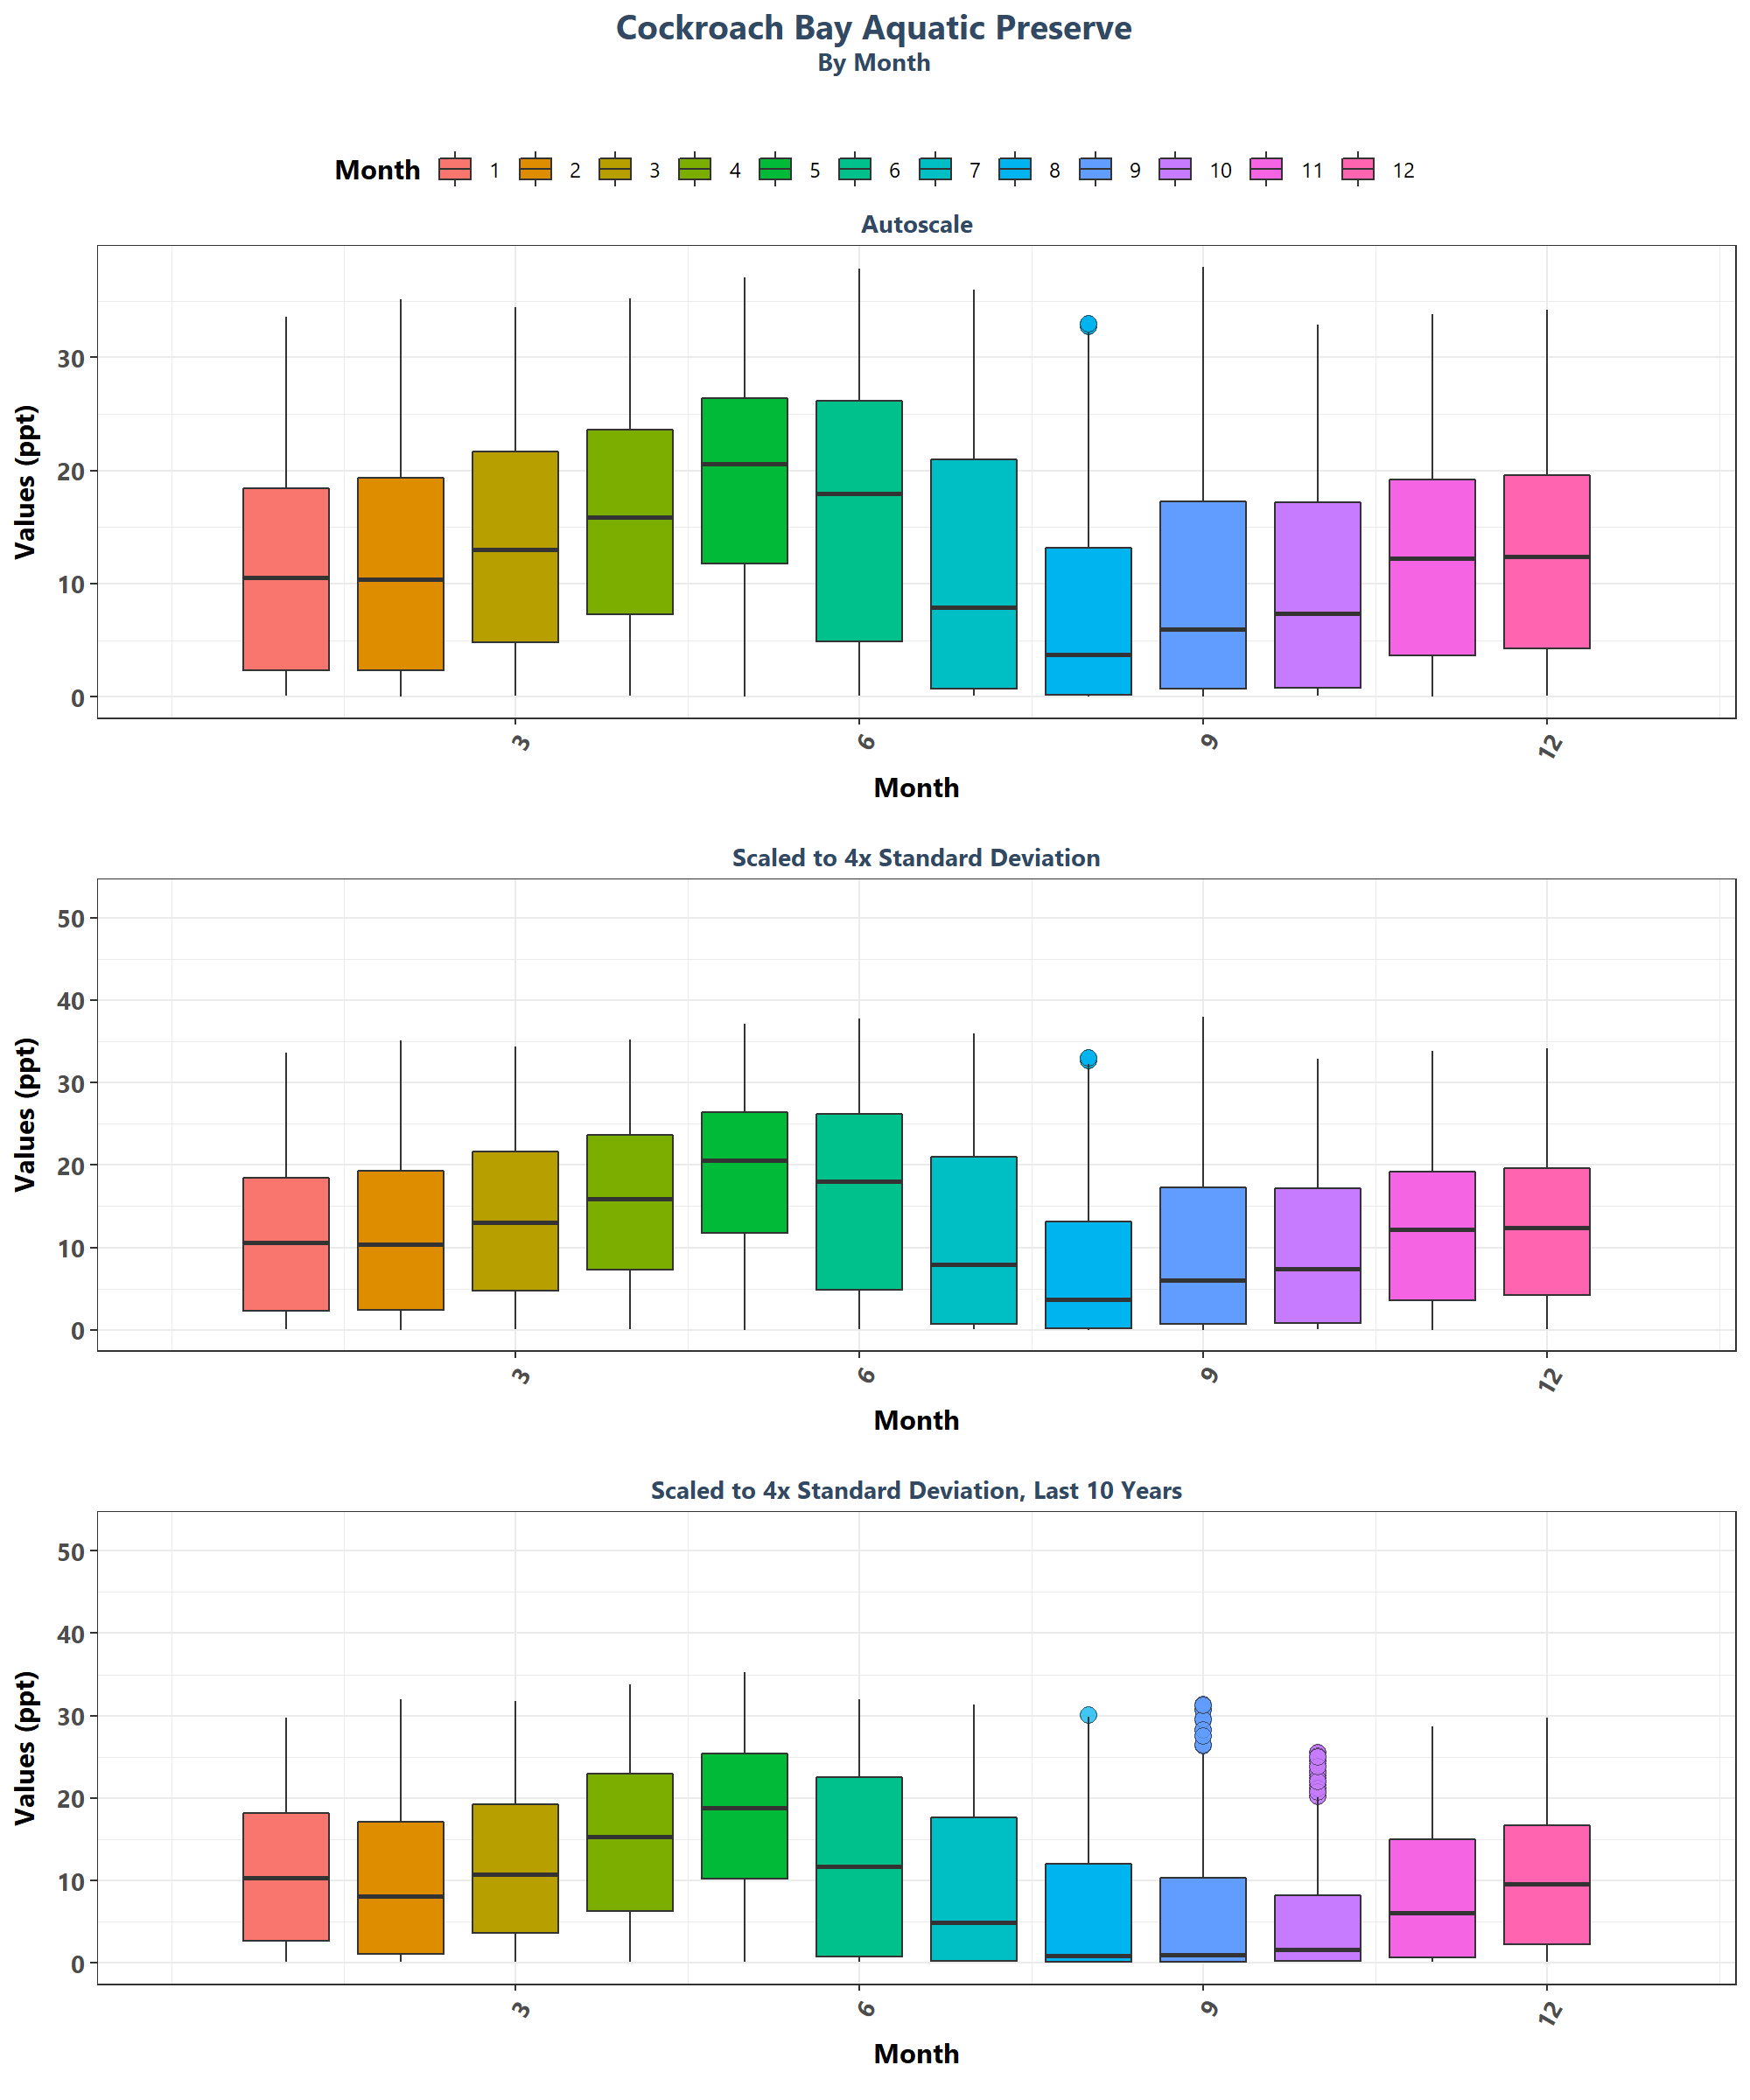 Cockroach Bay Aquatic Preserve
By Month
Month 1 2 3 4 5 6 7 8 9 10 11 12
Autoscale
Values (ppt)
30
20
10
0
3 6 9 12
Month
Scaled to 4x Standard Deviation
Values (ppt)
50
40
30
20
10
0
3 6 9 12
Month
Scaled to 4x Standard Deviation, Last 10 Years
Values (ppt)
50
40
30
20
10
0
3 6 9 12
Month